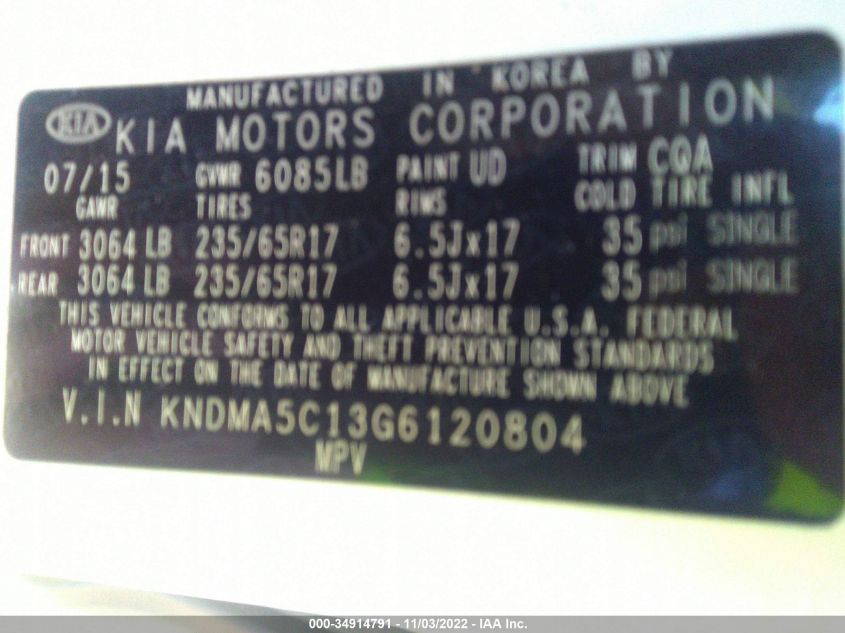 MANUFACTURED IN KOREA BY
KIA KIA MOTORS CORPORATION
07/15 GVWR 6085LB PAINT UD TRIM CQA
GAWR TIRES RIMS COLD TIRE INFL
FRONT 3064 LB 235/65R17 6.5Jx17 35 psi SINGLE
REAR 3064 LB 235/65R17 6.5Jx17 35 psi SINGLE
THIS VEHICLE CONFORMS TO ALL APPLICABLE U.S.A. FEDERAL
MOTOR VEHICLE SAFETY AND THEFT PREVENTION STANDARDS
IN EFFECT ON THE DATE OF MANUFACTURE SHOWN ABOVE
V.I.N KNDMA5C13G6120804
MPV
000-34914791 - 11/03/2022 - IAA Inc.